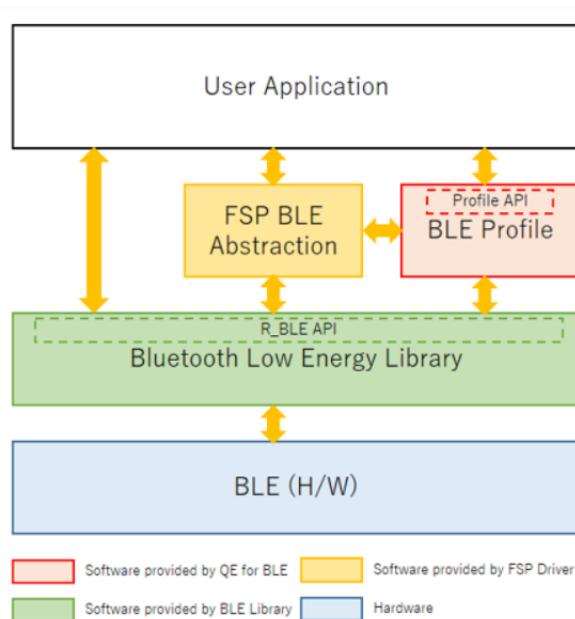 User Application
FSP BLE
Abstraction
Profile API
BLE Profile
R_BLE API
Bluetooth Low Energy Library
BLE (H/W)
Software provided by QE for BLE
Software provided by FSP Driver
Software provided by BLE Library
Hardware